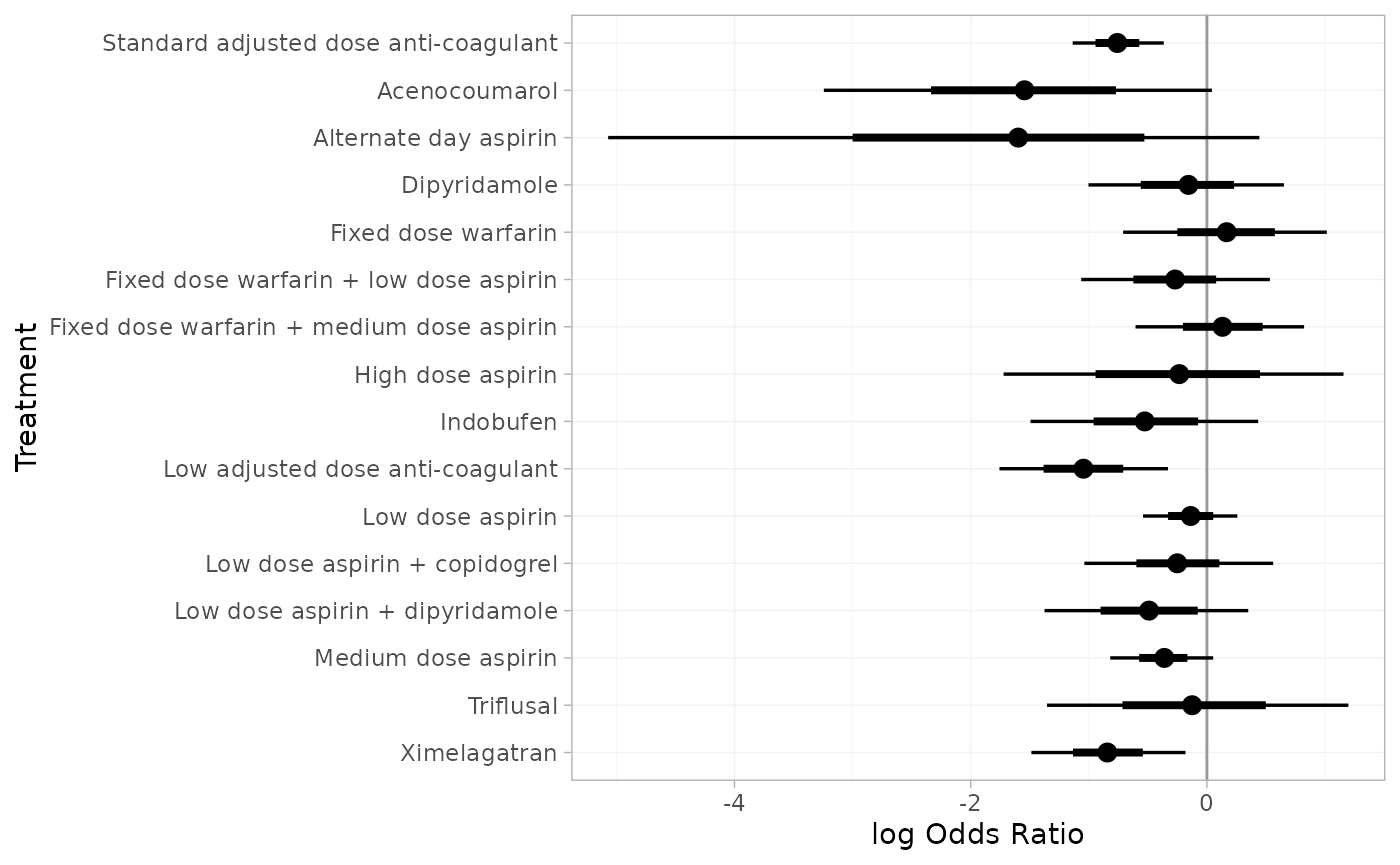 Treatment
Standard adjusted dose anti-coagulant
Acenocoumarol
Alternate day aspirin
Dipyridamole
Fixed dose warfarin
Fixed dose warfarin + low dose aspirin
Fixed dose warfarin + medium dose aspirin
High dose aspirin
Indobufen
Low adjusted dose anti-coagulant
Low dose aspirin
Low dose aspirin + copidogrel
Low dose aspirin + dipyridamole
Medium dose aspirin
Triflusal
Ximelagatran
-4 -2 0
log Odds Ratio